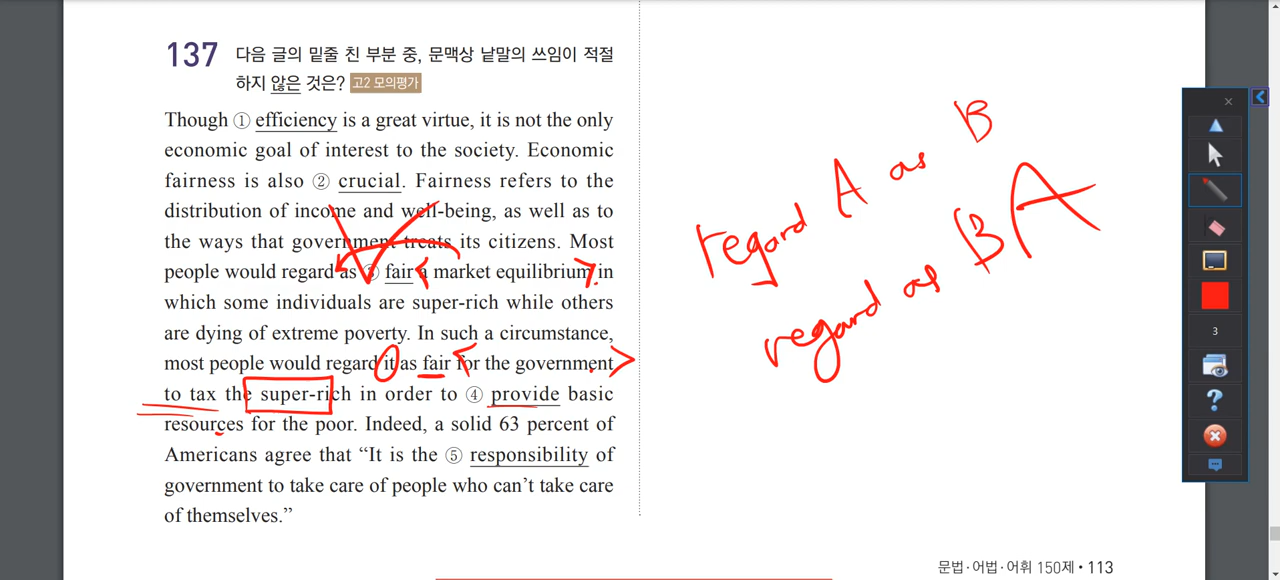 137 다음 글의 밑줄 친 부분 중, 문맥상 낱말의 쓰임이 적절
하지 않은 것은? 고2 모의평가
Though ① efficiency is a great virtue, it is not the only
economic goal of interest to the society. Economic
fairness is also ② crucial. Fairness refers to the
distribution of income and well-being, as well as to
the ways that government treats its citizens. Most
people would regard as ③ fair a market equilibrium in
which some individuals are super-rich while others
are dying of extreme poverty. In such a circumstance,
most people would regard it as fair for the government
to tax the super-rich in order to ④ provide basic
resources for the poor. Indeed, a solid 63 percent of
Americans agree that “It is the ⑤ responsibility of
government to take care of people who can’t take care
of themselves.”
regard A as B
regard as B A
3
문법·어법·어휘 150제 • 113